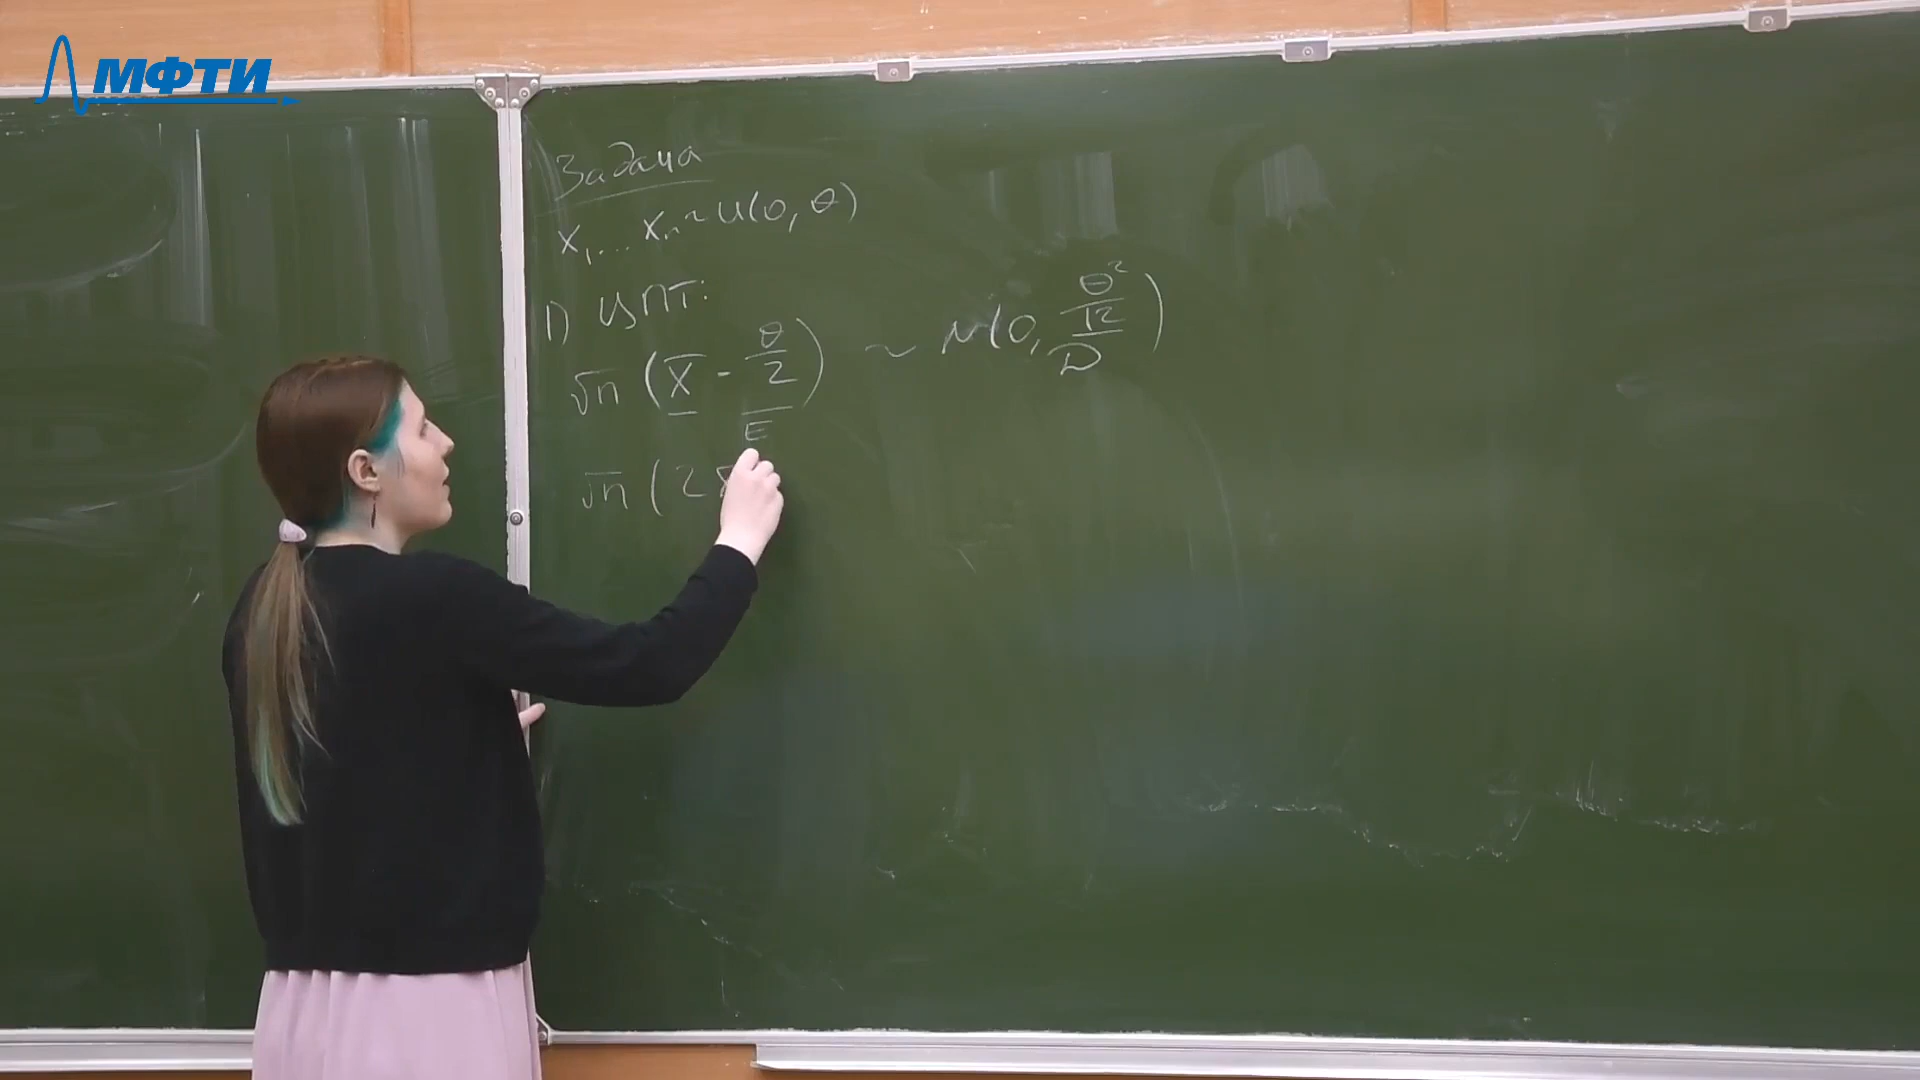 МФТИ
Задача
X₁,... Xₙ ~ U(0, θ)
1) ЦПТ:
√n (X̅ - θ/2) ~ N(0, θ²/12)
E D
√n (2